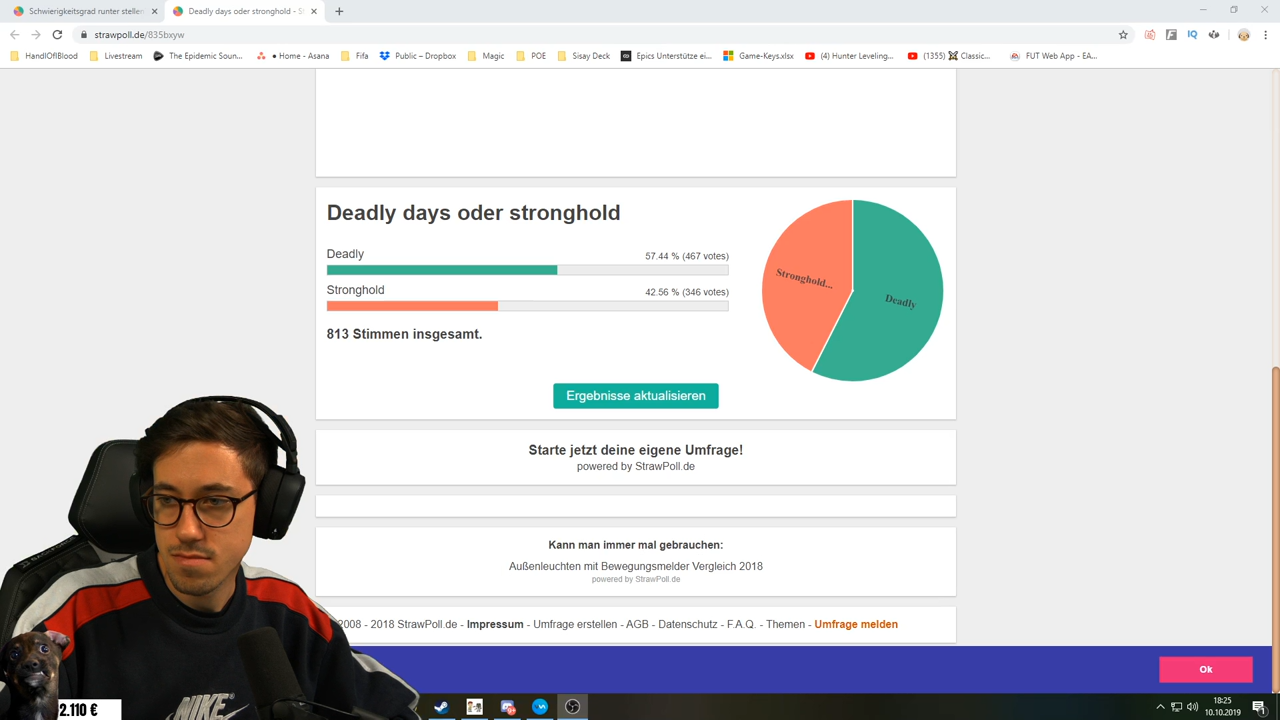 Schwierigkeitsgrad runter stellen
Deadly days oder stronghold - S
strawpoll.de/835bxyw
HandIOfIBlood
Livestream
The Epidemic Soun...
• Home - Asana
Fifa
Public – Dropbox
Magic
POE
Sisay Deck
Epics Unterstütze ei...
Game-Keys.xlsx
(4) Hunter Leveling...
(1355) ⚔ Classic...
FUT Web App - EA...
IQ
Deadly days oder stronghold
Deadly
57.44 % (467 votes)
Stronghold
42.56 % (346 votes)
813 Stimmen insgesamt.
Stronghold...
Deadly
Ergebnisse aktualisieren
Starte jetzt deine eigene Umfrage!
powered by StrawPoll.de
Kann man immer mal gebrauchen:
Außenleuchten mit Bewegungsmelder Vergleich 2018
powered by StrawPoll.de
2008 - 2018 StrawPoll.de - Impressum - Umfrage erstellen - AGB - Datenschutz - F.A.Q. - Themen - Umfrage melden
Ok
NIKE
2.110 €
18:25
10.10.2019
1